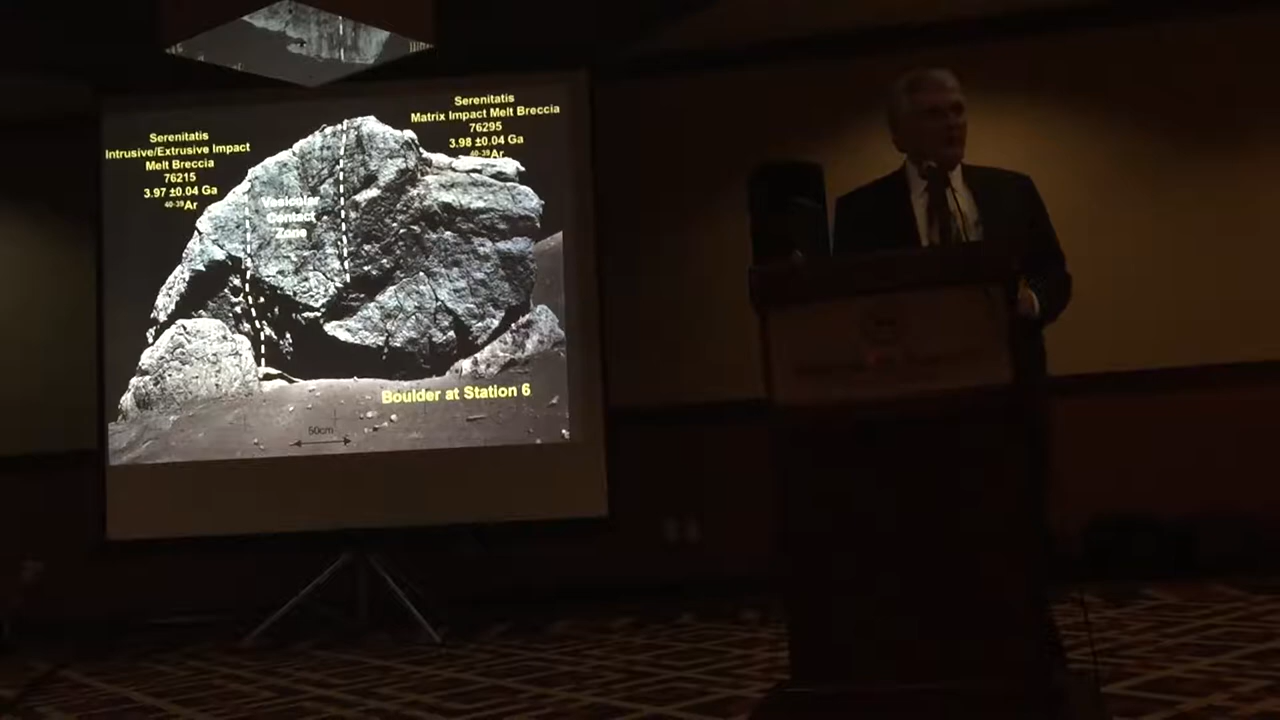 Serenitatis
Intrusive/Extrusive Impact
Melt Breccia
76215
3.97 ±0.04 Ga
40-39Ar
Serenitatis
Matrix Impact Melt Breccia
76295
3.98 ±0.04 Ga
40-39Ar
Vesicular
Contact
Zone
Boulder at Station 6
50cm